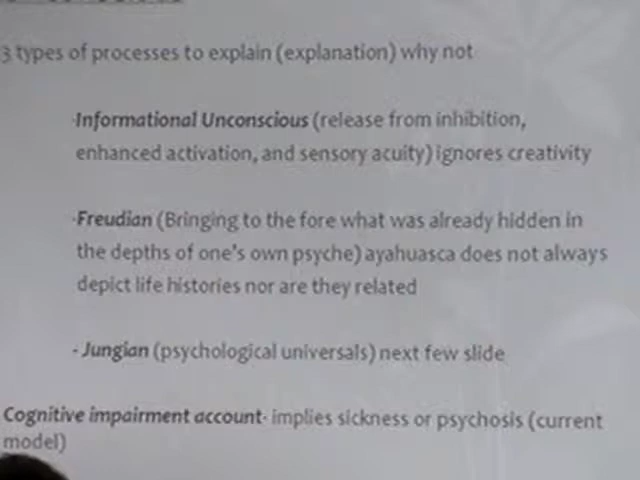 3 types of processes to explain (explanation) why not
·Informational Unconscious (release from inhibition,
enhanced activation, and sensory acuity) ignores creativity
·Freudian (Bringing to the fore what was already hidden in
the depths of one's own psyche) ayahuasca does not always
depict life histories nor are they related
- Jungian (psychological universals) next few slide
Cognitive impairment account- implies sickness or psychosis (current
model)